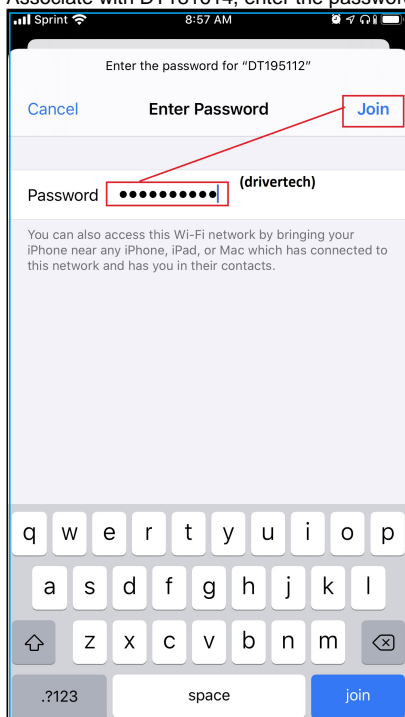 Associate with enter the password
Sprint 8:57 AM
Enter the password for “DT195112”
Cancel Enter Password Join
Password ●●●●●●●●●● (drivertech)
You can also access this Wi-Fi network by bringing your
iPhone near any iPhone, iPad, or Mac which has connected to
this network and has you in their contacts.
q w e r t y u i o p
a s d f g h j k l
z x c v b n m
.?123 space join